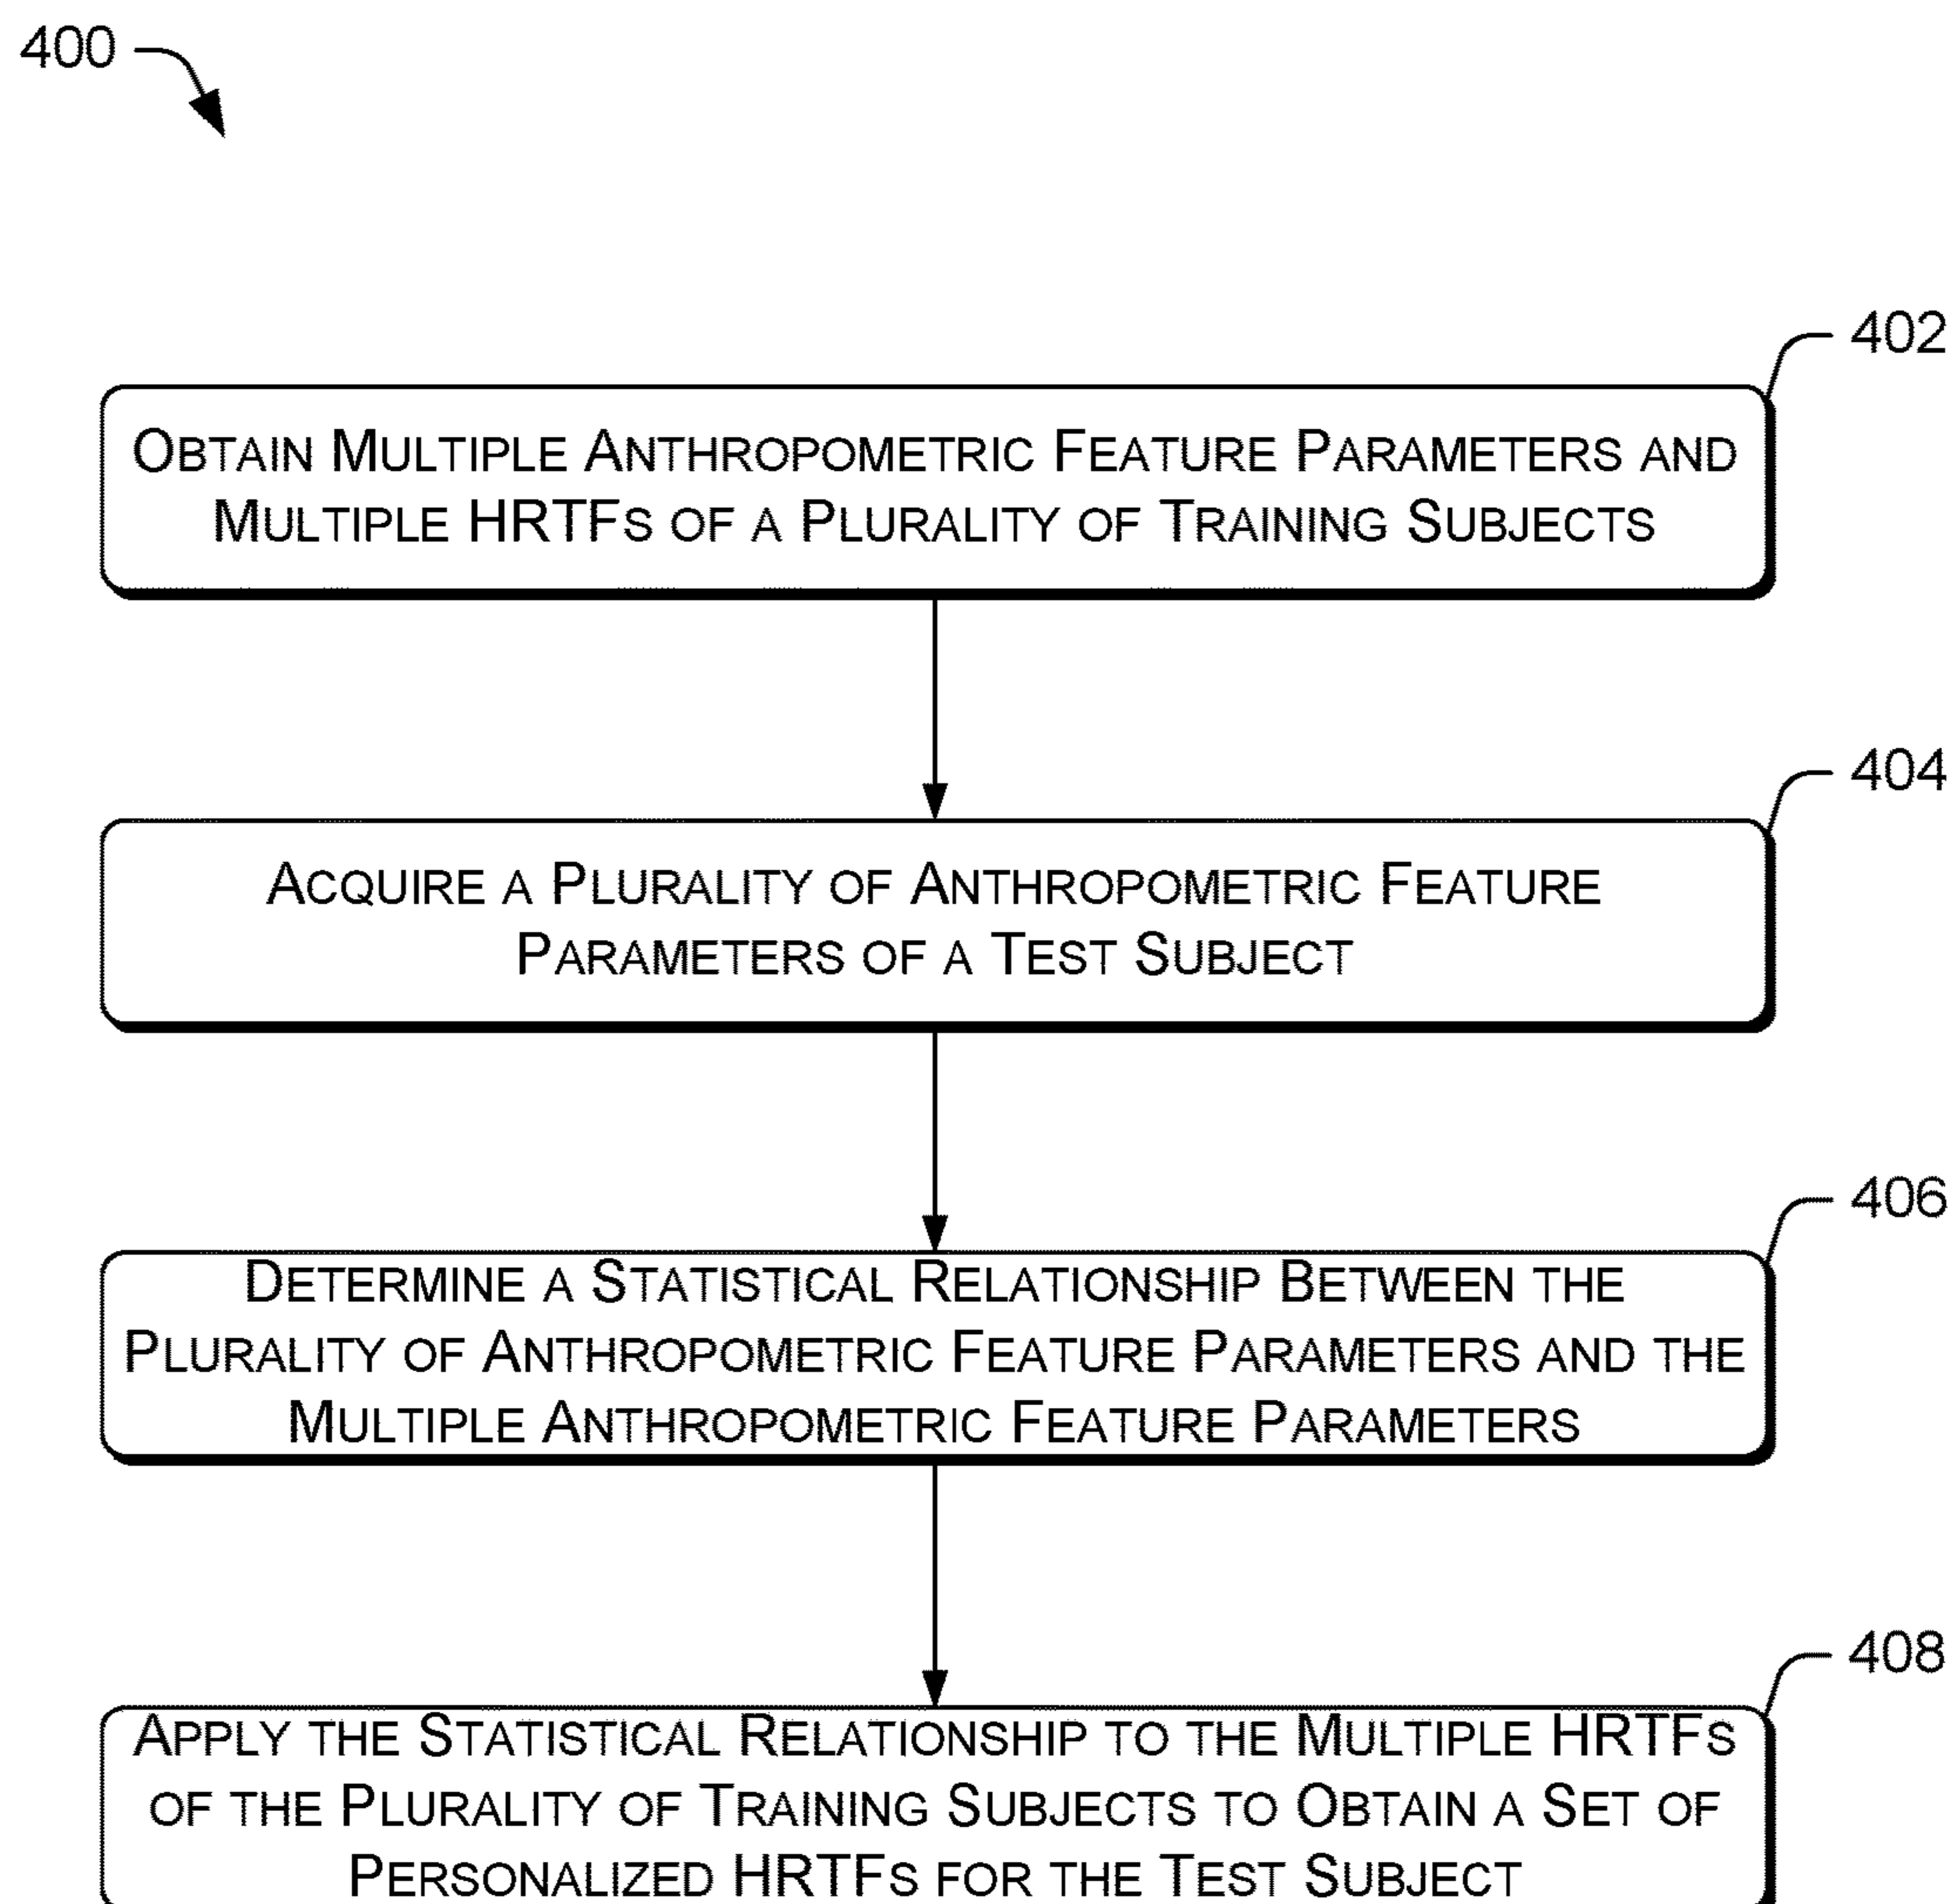 400
402
OBTAIN MULTIPLE ANTHROPOMETRIC FEATURE PARAMETERS AND
MULTIPLE HRTFS OF A PLURALITY OF TRAINING SUBJECTS
404
ACQUIRE A PLURALITY OF ANTHROPOMETRIC FEATURE
PARAMETERS OF A TEST SUBJECT
406
DETERMINE A STATISTICAL RELATIONSHIP BETWEEN THE
PLURALITY OF ANTHROPOMETRIC FEATURE PARAMETERS AND THE
MULTIPLE ANTHROPOMETRIC FEATURE PARAMETERS
408
APPLY THE STATISTICAL RELATIONSHIP TO THE MULTIPLE HRTFS
OF THE PLURALITY OF TRAINING SUBJECTS TO OBTAIN A SET OF
PERSONALIZED HRTFS FOR THE TEST SUBJECT